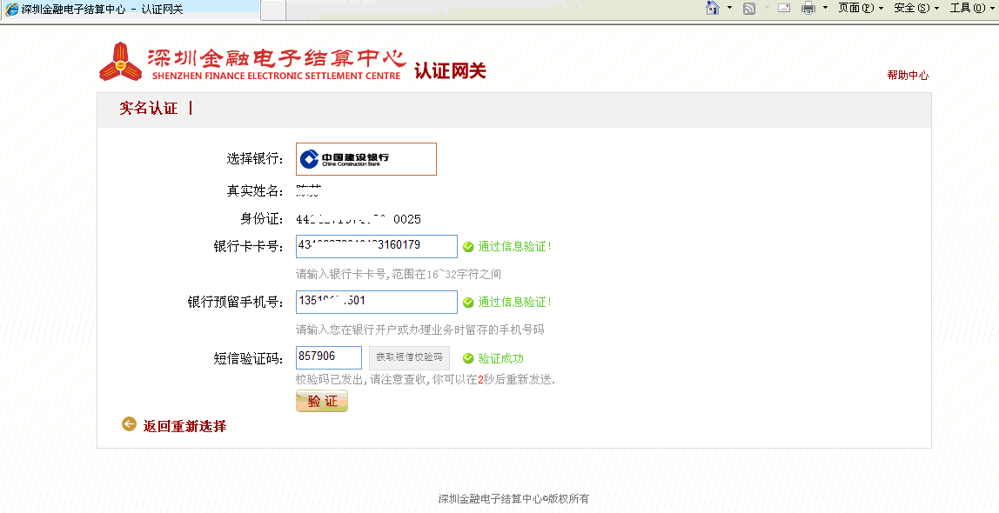 深圳金融电子结算中心 - 认证网关
页面(P) 安全(S) 工具(O)
深圳金融电子结算中心 认证网关
SHENZHEN FINANCE ELECTRONIC SETTLEMENT CENTRE
帮助中心
实名认证
选择银行: 中国建设银行
China Construction Bank
真实姓名:
身份证: 0025
银行卡卡号: 3160179 通过信息验证!
请输入银行卡卡号,范围在16~32字符之间
银行预留手机号: 501 通过信息验证!
请输入您在银行开户或办理业务时留存的手机号码
短信验证码: 857906 获取短信校验码 验证成功
校验码已发出,请注意查收,你可以在2秒后重新发送.
验 证
返回重新选择
深圳金融电子结算中心©版权所有